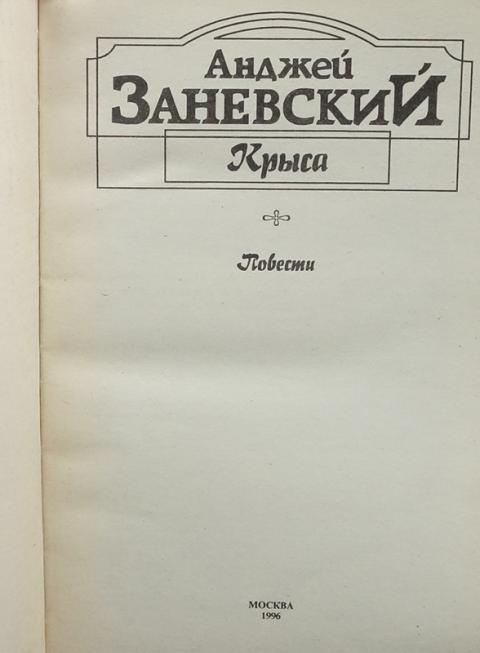 Анджей
ЗАНЕВСКИЙ
Крыса
Повести
МОСКВА
1996